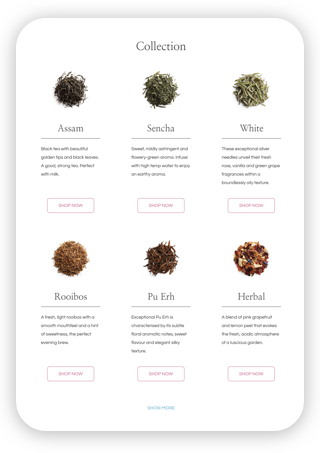 Collection
Assam
Black tea with beautiful
golden tips and black leaves.
A good, strong tea. Perfect
with milk.
SHOP NOW
Sencha
Sweet, mildly astringent and
flowery-green aroma. Infuse
with high temp water to enjoy
an earthy aroma.
SHOP NOW
White
These exceptional silver
needles unveil their fresh
rose, vanilla and green grape
fragrances within a
boundlessly airy texture.
SHOP NOW
Rooibos
A fresh, light rooibos with a
smooth mouthfeel and a hint
of sweetness, the perfect
evening brew.
SHOP NOW
Pu Erh
Exceptional Pu Erh is
characterised by its subtle
floral aromatic notes, sweet
flavour and elegant silky
texture.
SHOP NOW
Herbal
A blend of pink grapefruit
and lemon peel that evokes
the fresh, acidic atmosphere
of a luscious garden.
SHOP NOW
SHOW MORE